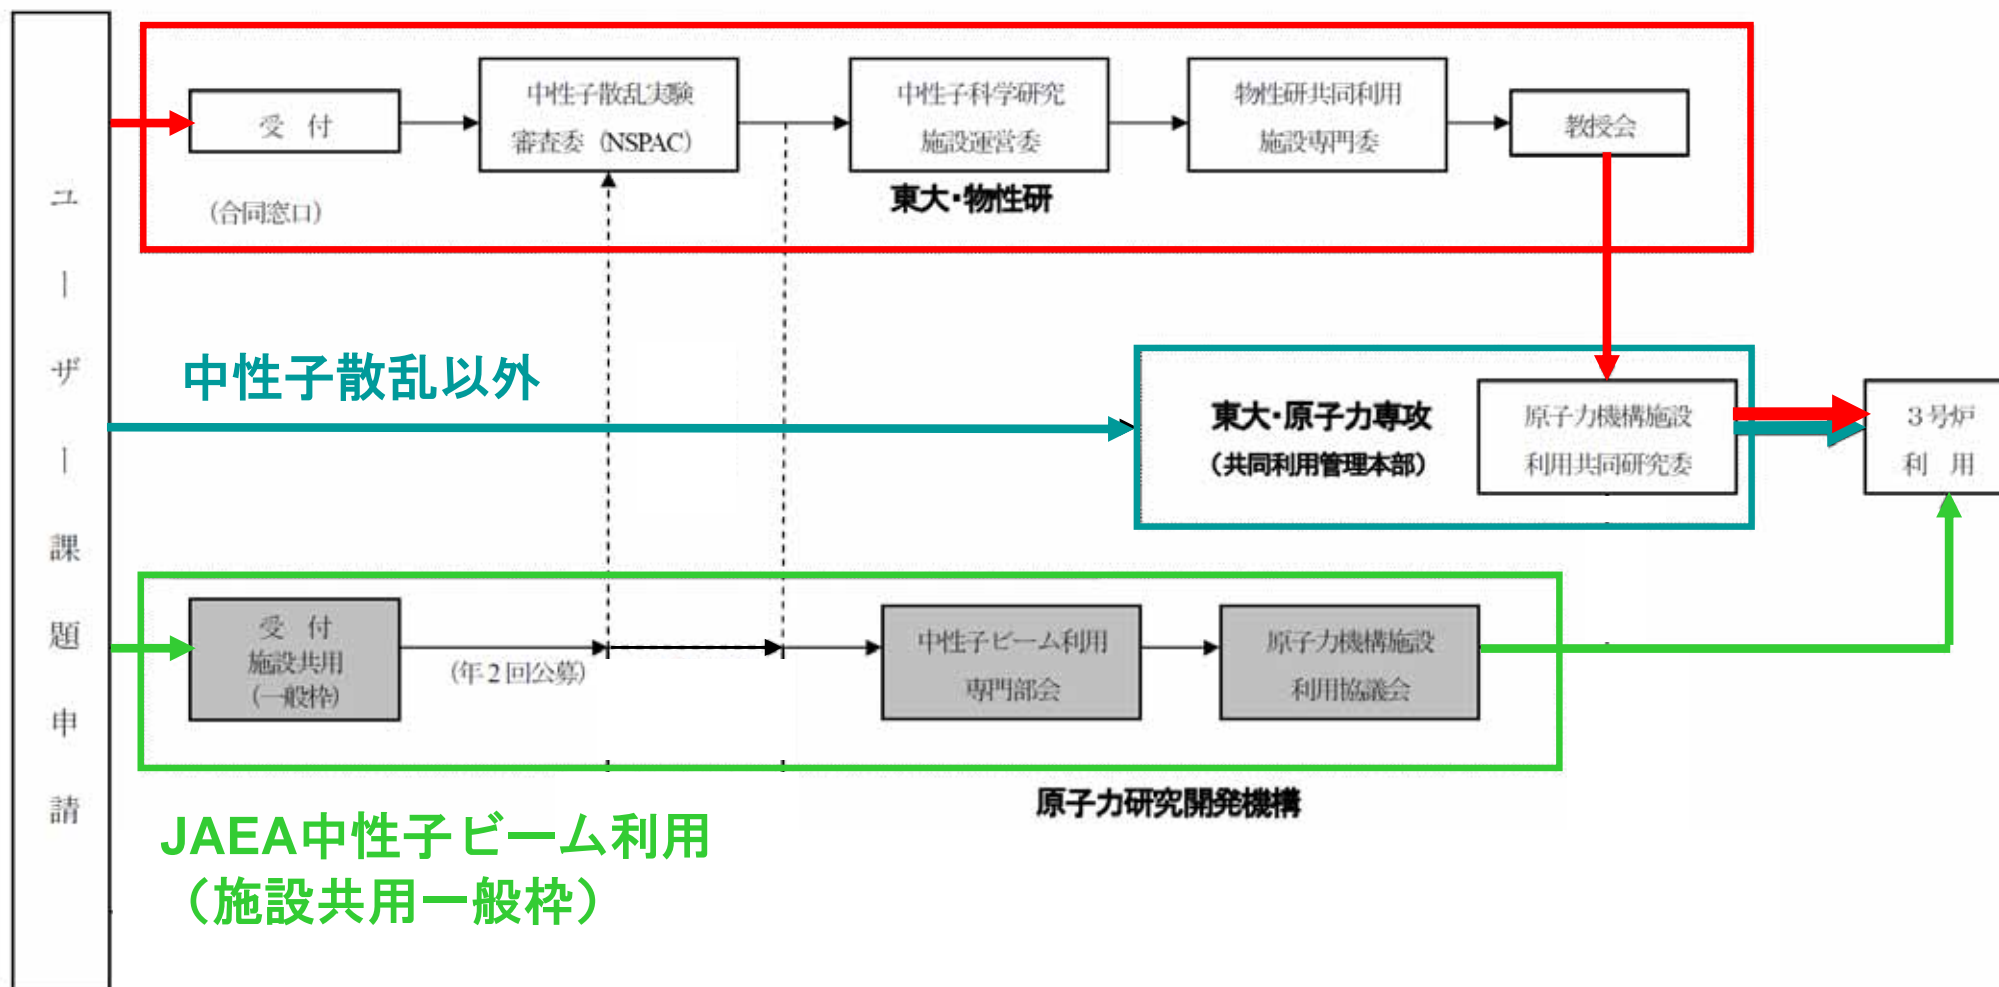 ユーザー課題申請
受　付
(合同窓口)
中性子散乱実験
審査委 (NSPAC)
中性子科学研究
施設運営委
東大・物性研
物性研共同利用
施設専門委
教授会
中性子散乱以外
東大・原子力専攻
（共同利用管理本部）
原子力機構施設
利用共同研究委
３号炉
利　用
受　付
施設共用
(一般枠)
(年２回公募)
中性子ビーム利用
専門部会
原子力機構施設
利用協議会
原子力研究開発機構
JAEA中性子ビーム利用
（施設共用一般枠）